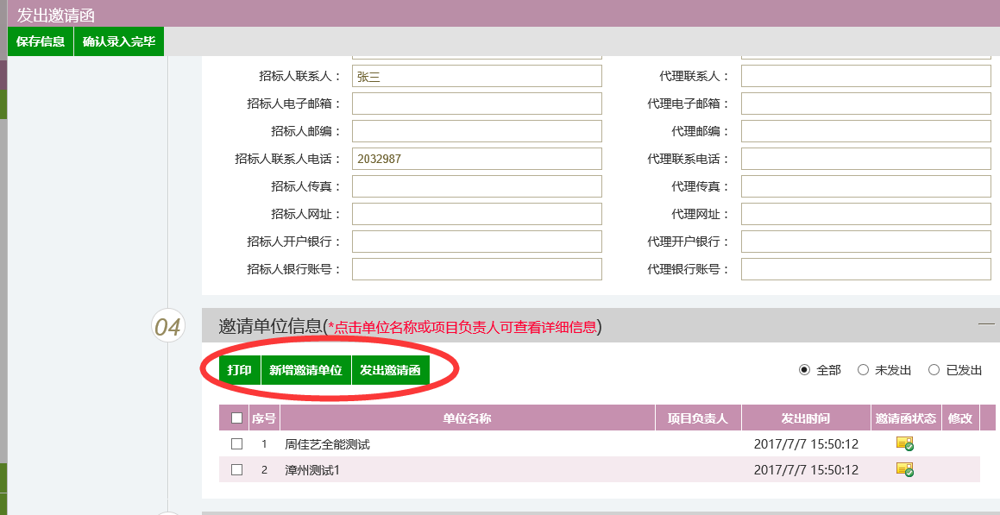 发出邀请函
保存信息 确认录入完毕
招标人联系人： 张三 代理联系人：
招标人电子邮箱： 代理电子邮箱：
招标人邮编： 代理邮编：
招标人联系人电话： 2032987 代理联系电话：
招标人传真： 代理传真：
招标人网址： 代理网址：
招标人开户银行： 代理开户银行：
招标人银行账号： 代理银行账号：
04 邀请单位信息(*点击单位名称或项目负责人可查看详细信息)
打印 新增邀请单位 发出邀请函 全部 未发出 已发出
序号 单位名称 项目负责人 发出时间 邀请函状态 修改
1 周佳艺全能测试 2017/7/7 15:50:12
2 漳州测试1 2017/7/7 15:50:12